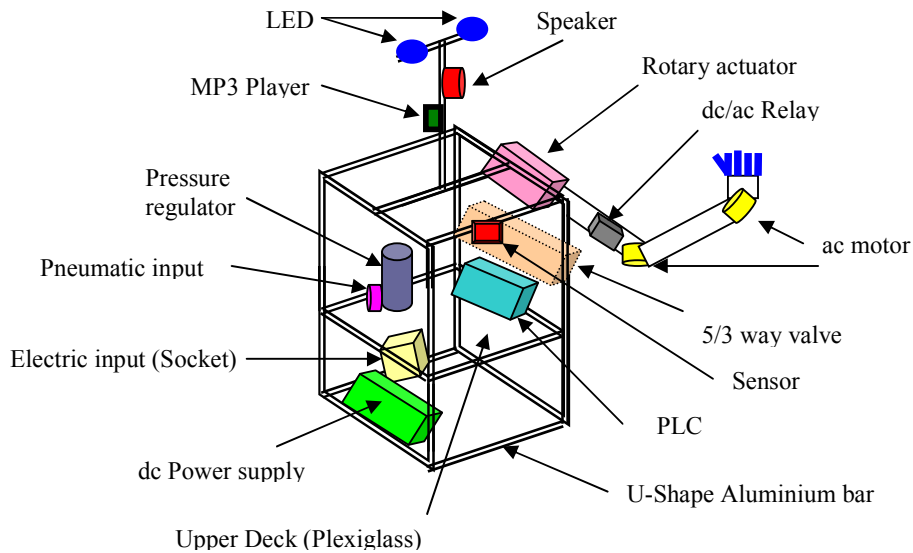 LED
Speaker
MP3 Player
Rotary actuator
dc/ac Relay
Pressure
regulator
Pneumatic input
ac motor
Electric input (Socket)
5/3 way valve
Sensor
PLC
dc Power supply
U-Shape Aluminium bar
Upper Deck (Plexiglass)